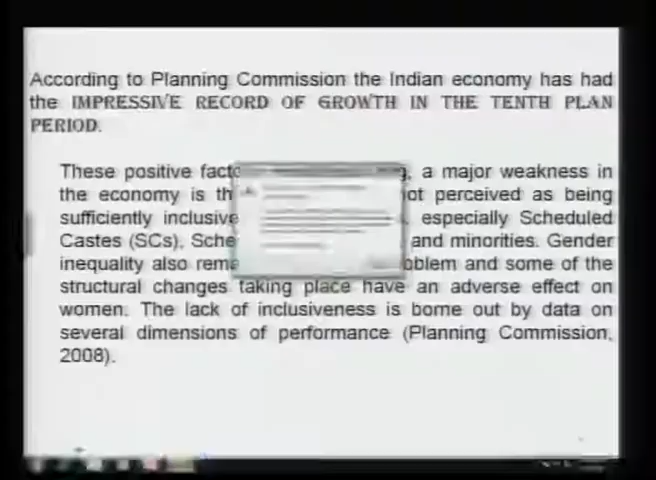 According to Planning Commission the Indian economy has had
the IMPRESSIVE RECORD OF GROWTH IN THE TENTH PLAN
PERIOD.
These positive facto , a major weakness in
the economy is th ot perceived as being
sufficiently inclusive especially Scheduled
Castes (SCs), Sche and minorities. Gender
inequality also rema oblem and some of the
structural changes taking place have an adverse effect on
women. The lack of inclusiveness is borne out by data on
several dimensions of performance (Planning Commission,
2008).